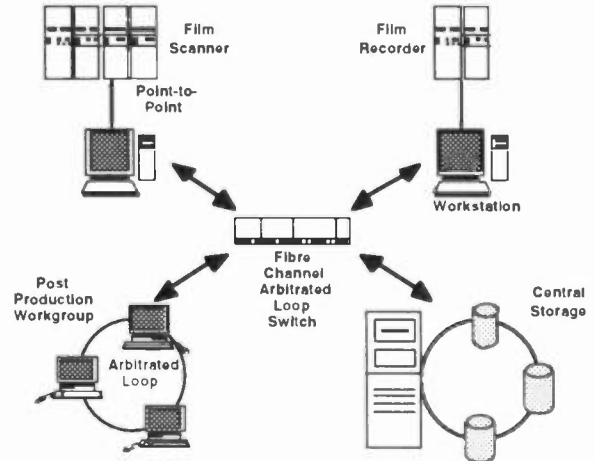 Film
Scanner
Film
Recorder
Point-to-
Point
Workstation
Fibre
Channel
Arbitrated
Loop
Switch
Post
Production
Workgroup
Arbitrated
Loop
Central
Storage